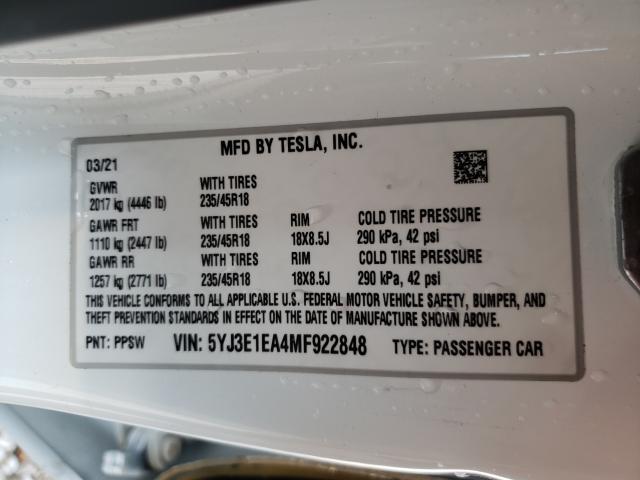 MFD BY TESLA, INC.
03/21
GVWR WITH TIRES
2017 kg (4446 lb) 235/45R18
GAWR FRT WITH TIRES RIM COLD TIRE PRESSURE
1110 kg (2447 lb) 235/45R18 18X8.5J 290 kPa, 42 psi
GAWR RR WITH TIRES RIM COLD TIRE PRESSURE
1257 kg (2771 lb) 235/45R18 18X8.5J 290 kPa, 42 psi
THIS VEHICLE CONFORMS TO ALL APPLICABLE U.S. FEDERAL MOTOR VEHICLE SAFETY, BUMPER, AND
THEFT PREVENTION STANDARDS IN EFFECT ON THE DATE OF MANUFACTURE SHOWN ABOVE.
PNT: PPSW VIN: 5YJ3E1EA4MF922848 TYPE: PASSENGER CAR